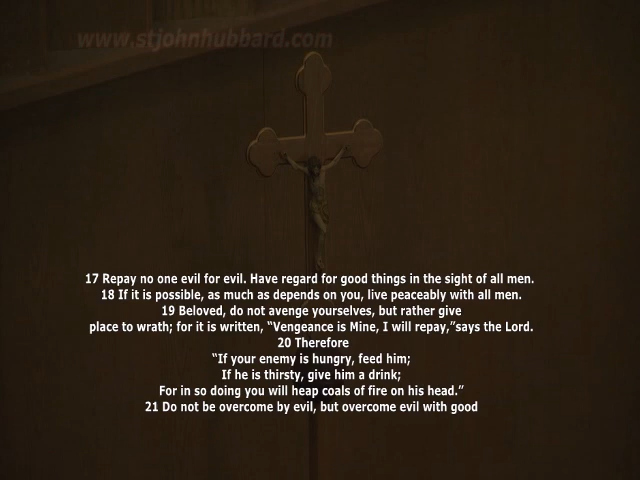 www.stjohnhubbard.com
17 Repay no one evil for evil. Have regard for good things in the sight of all men.
18 If it is possible, as much as depends on you, live peaceably with all men.
19 Beloved, do not avenge yourselves, but rather give
place to wrath; for it is written, “Vengeance is Mine, I will repay,”says the Lord.
20 Therefore
“If your enemy is hungry, feed him;
If he is thirsty, give him a drink;
For in so doing you will heap coals of fire on his head.”
21 Do not be overcome by evil, but overcome evil with good